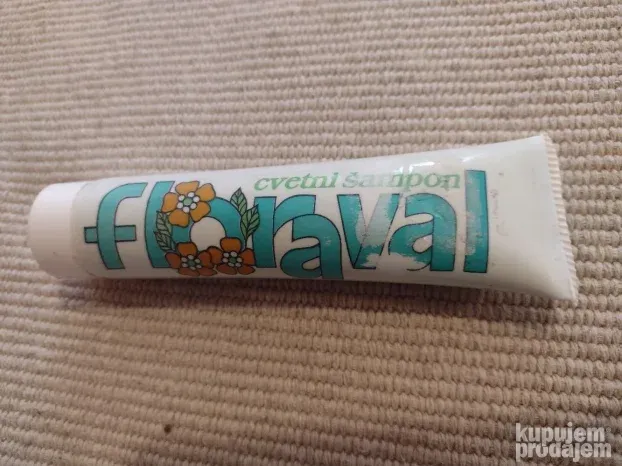 cvetni šampon
floraval
kupujem
prodajem